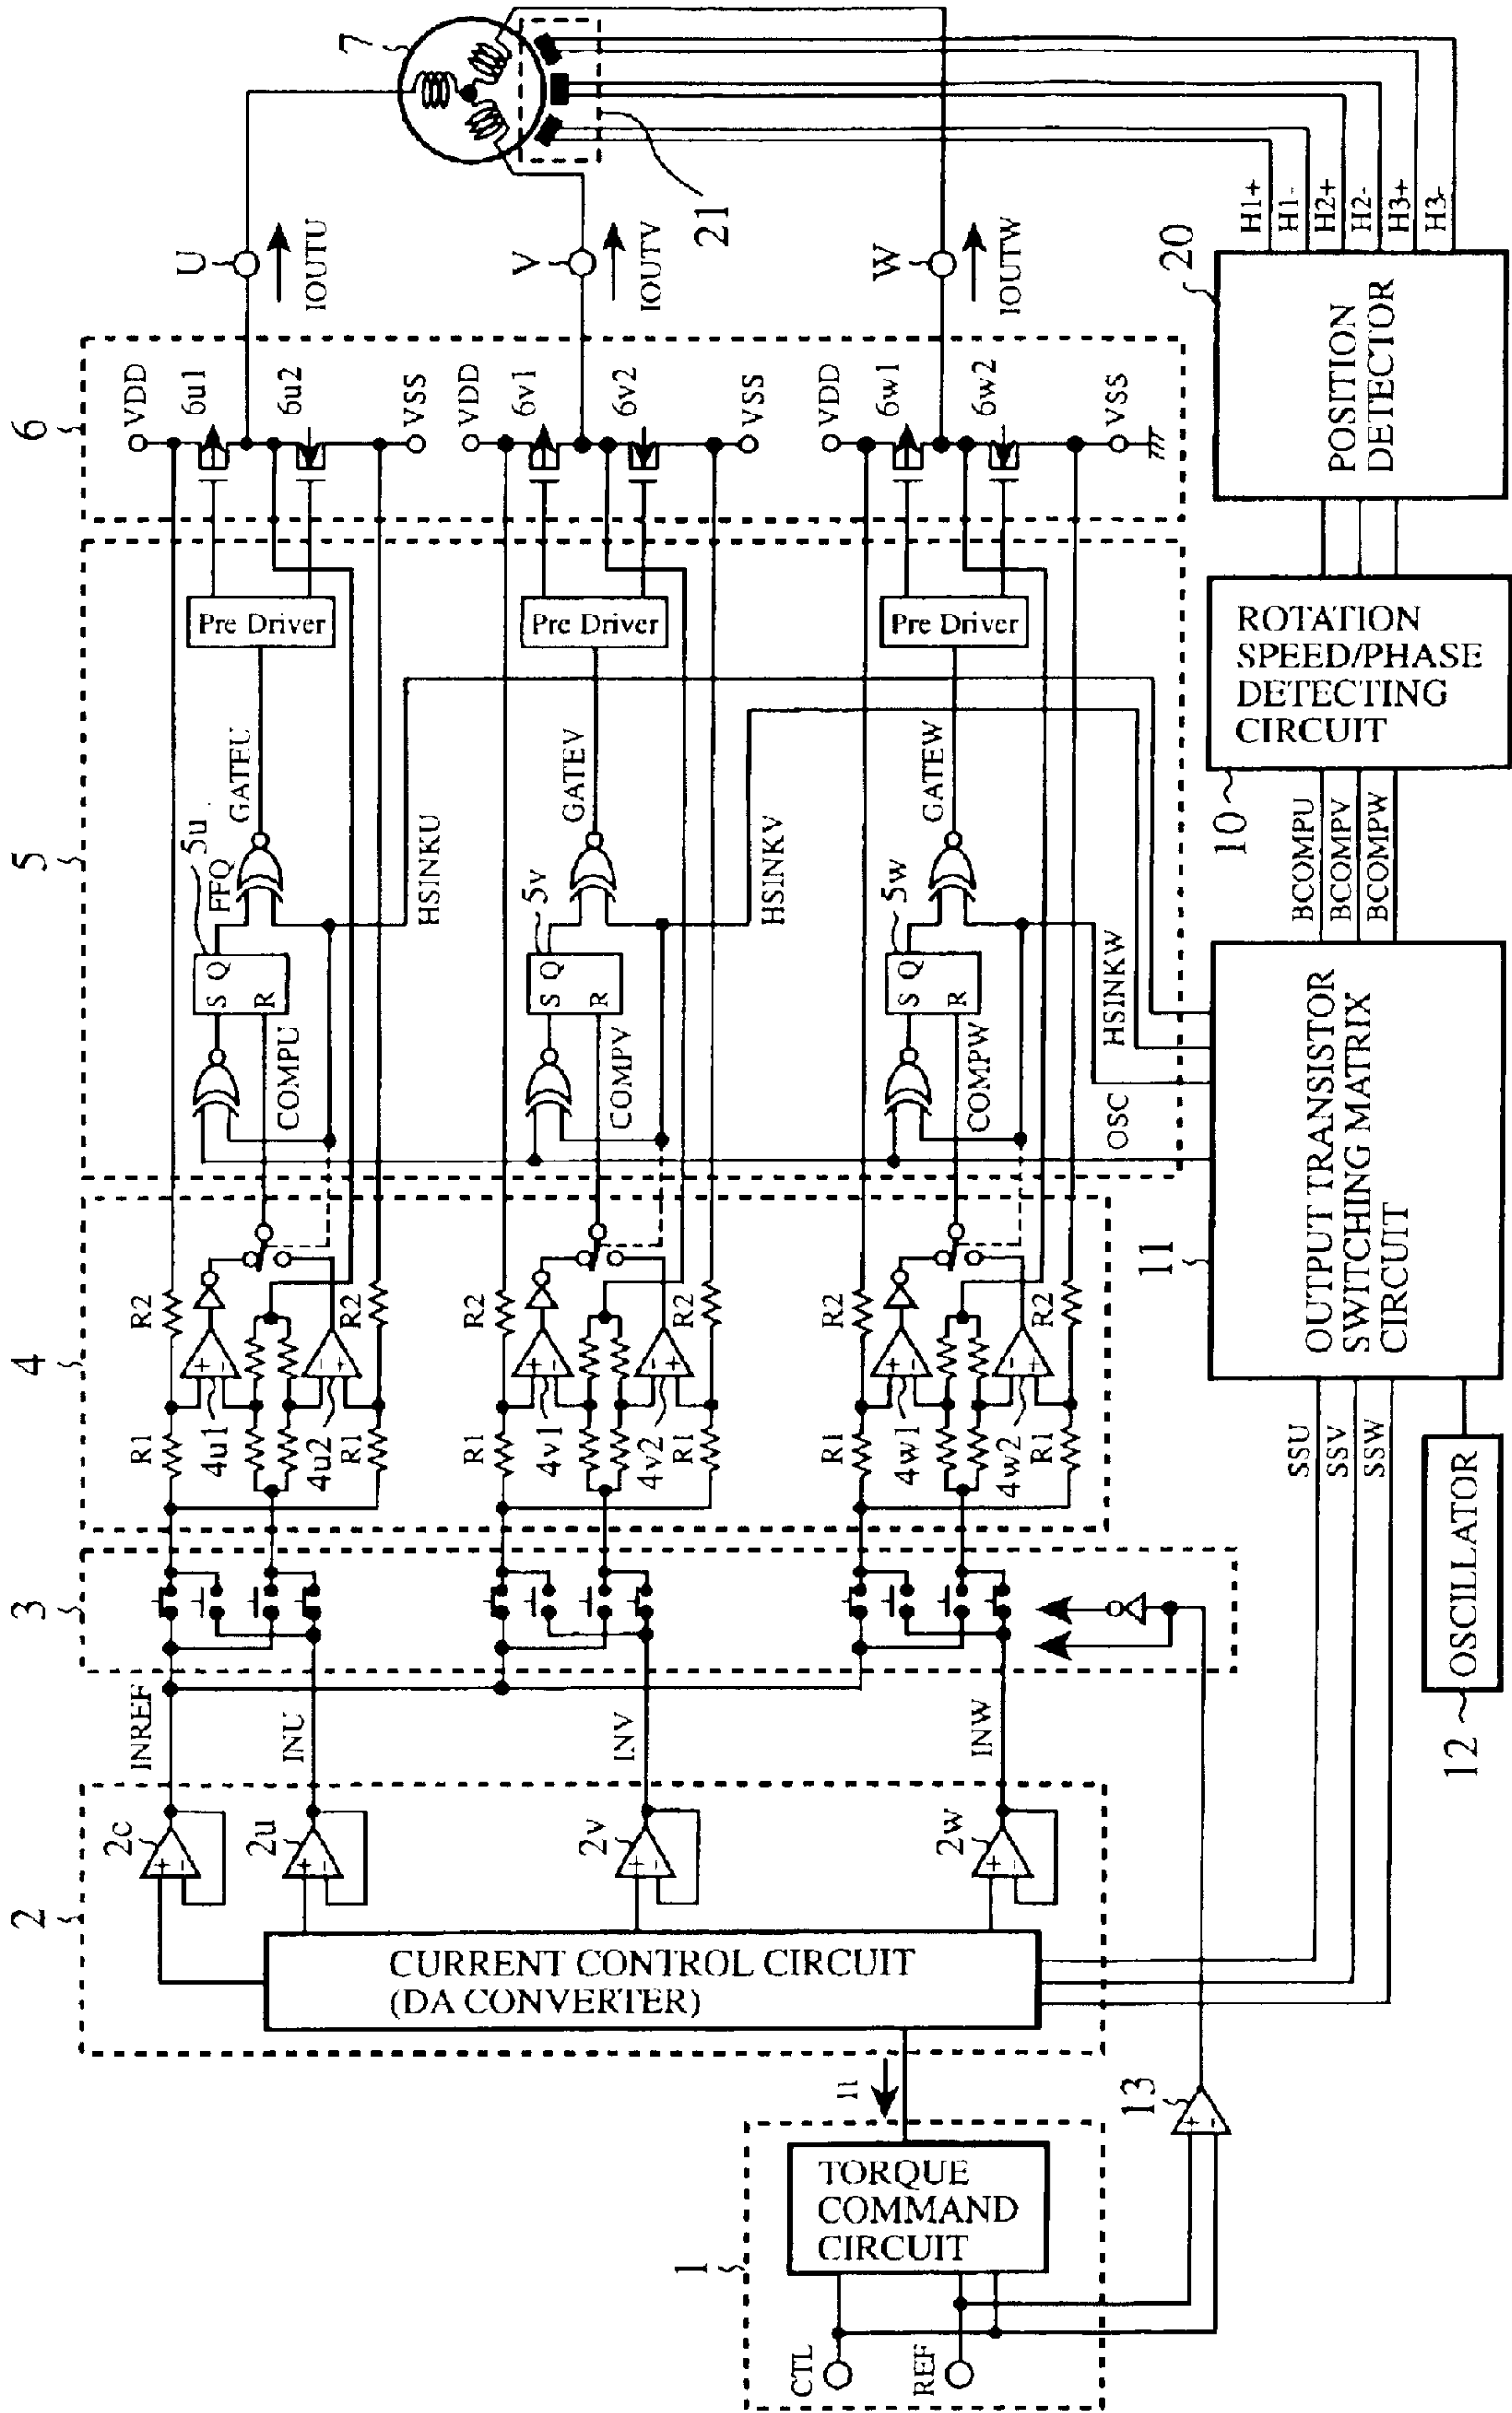 1
TORQUE
COMMAND
CIRCUIT
CTL
REF
13
2
CURRENT CONTROL CIRCUIT
(DA CONVERTER)
2c
2u
2v
2w
INREF
INU
INV
INW
3
4
R1
R2
4u1
4u2
R1
R2
R1
R2
4v1
4v2
R1
R2
R1
R2
4w1
4w2
R1
R2
5
COMPU
S
Q
R
FFQ
5u
GATEU
HSINKU
Pre Driver
COMPV
S
Q
R
5v
GATEV
HSINKV
Pre Driver
COMPW
S
Q
R
5w
GATEW
HSINKW
Pre Driver
OSC
6
VDD
6u1
6u2
VSS
VDD
6v1
6v2
VSS
VDD
6w1
6w2
VSS
U
IOUTU
V
IOUTV
W
IOUTW
7
21
SSU
SSV
SSW
12
OSCILLATOR
11
OUTPUT TRANSISTOR
SWITCHING MATRIX
CIRCUIT
BCOMPU
BCOMPV
BCOMPW
10
ROTATION
SPEED/PHASE
DETECTING
CIRCUIT
20
POSITION
DETECTOR
H1+
H1-
H2+
H2-
H3+
H3-